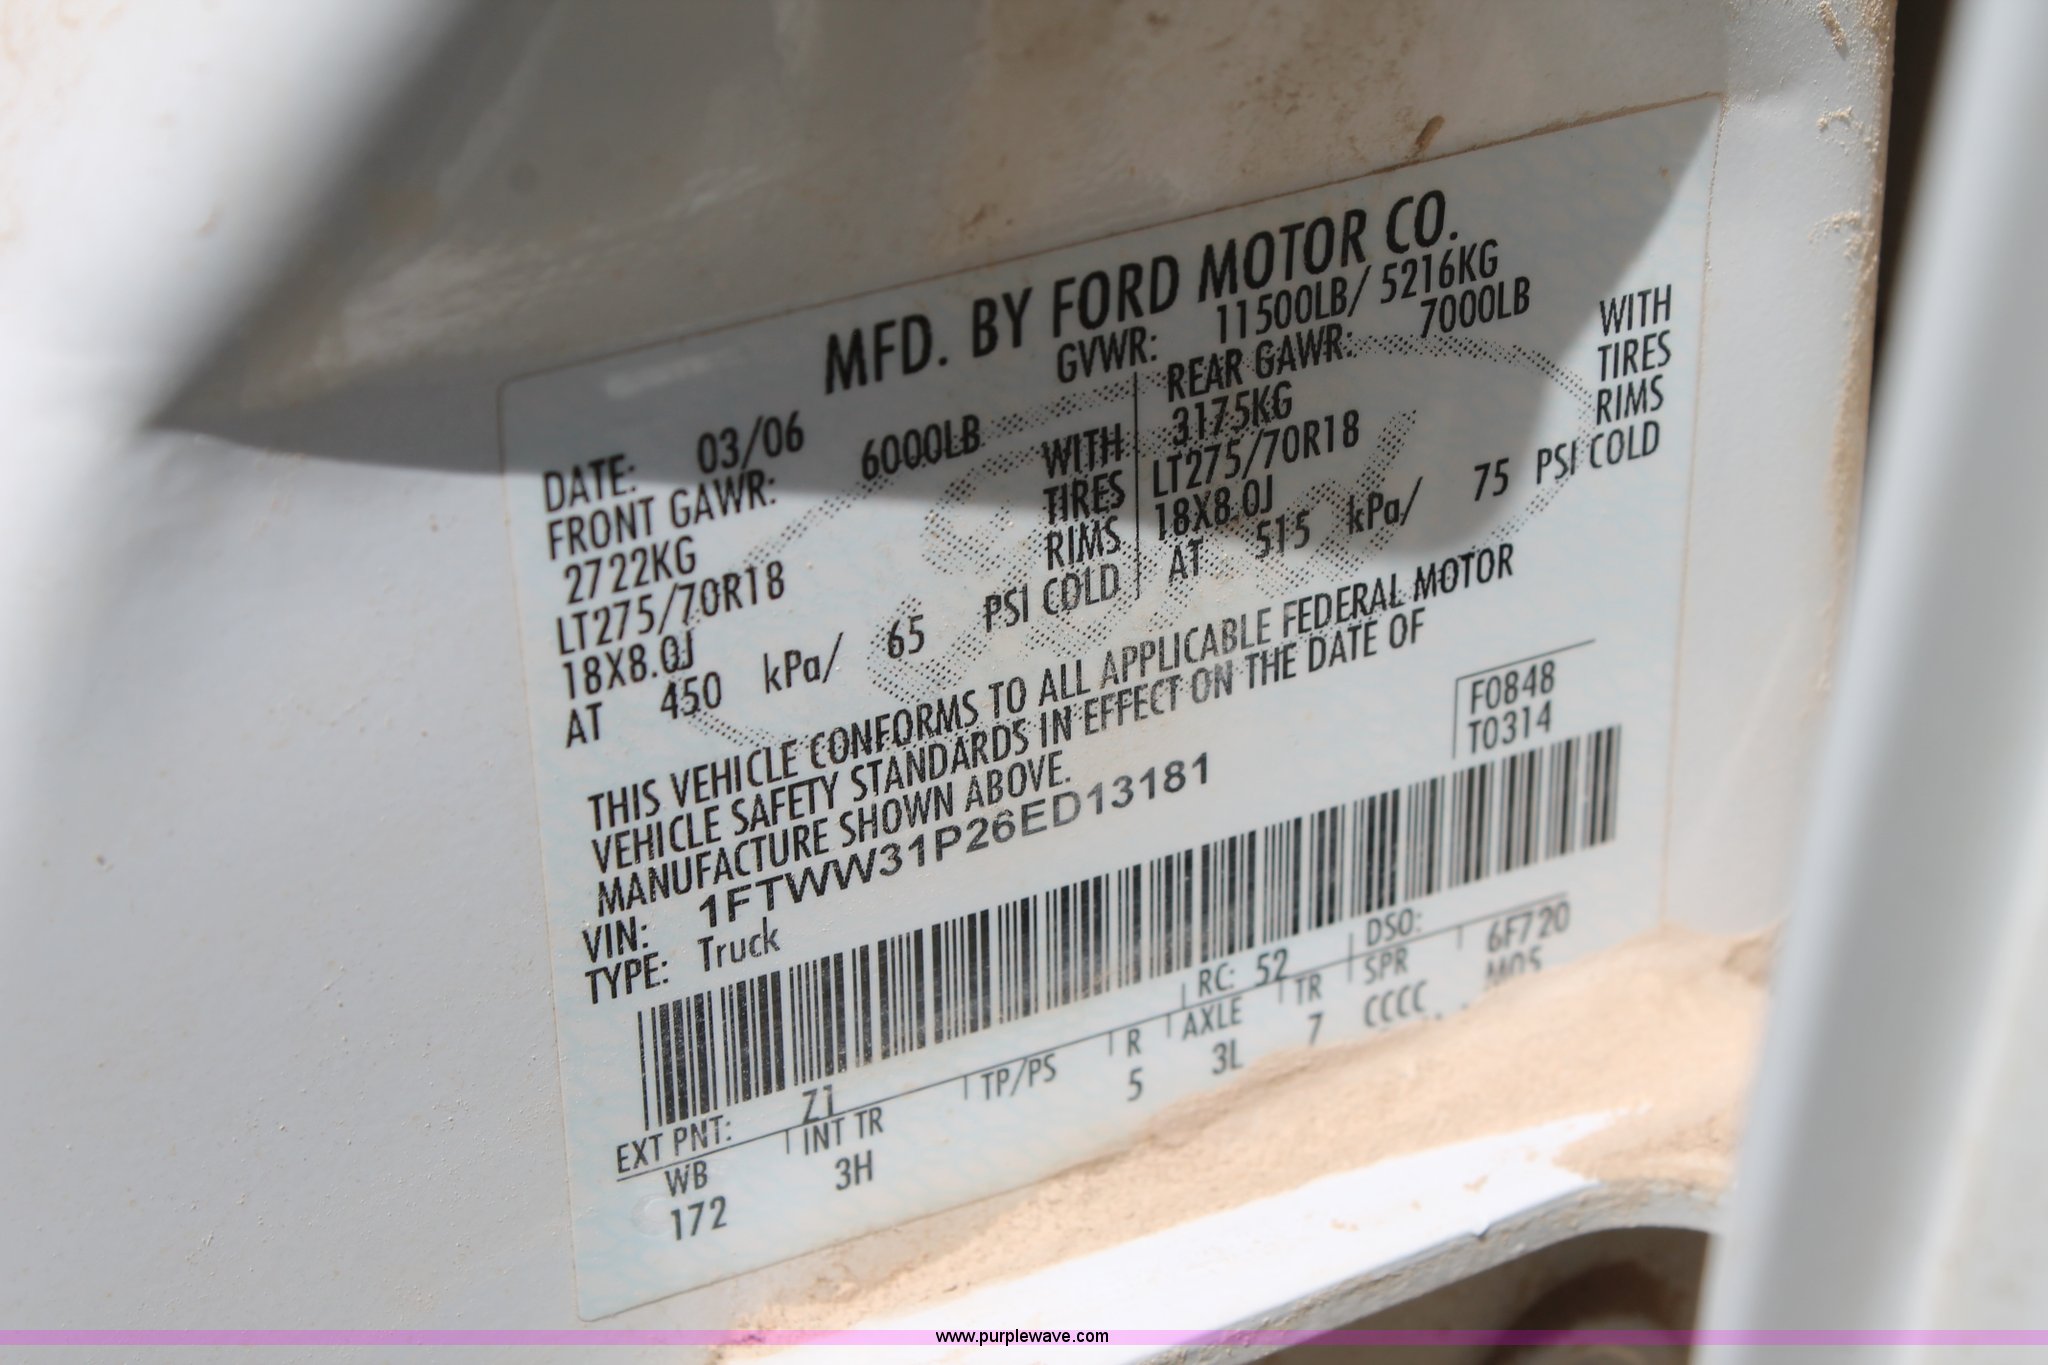 MFD. BY FORD MOTOR CO.
DATE: 03/06 GVWR: 11500LB/ 5216KG
FRONT GAWR: 6000LB REAR GAWR: 7000LB
2722KG WITH 3175KG WITH
LT275/70R18 TIRES LT275/70R18 TIRES
18X8.0J RIMS 18X8.0J RIMS
AT 450 kPa/ 65 PSI COLD AT 515 kPa/ 75 PSI COLD
THIS VEHICLE CONFORMS TO ALL APPLICABLE FEDERAL MOTOR
VEHICLE SAFETY STANDARDS IN EFFECT ON THE DATE OF
MANUFACTURE SHOWN ABOVE.
VIN: 1FTWW31P26ED13181
TYPE: Truck
F0848
T0314
EXT PNT: Z1 RC: 52 DSO: 6F720
WB INT TR TP/PS R AXLE TR SPR M05
172 3H 5 3L 7 CCCC
www.purplewave.com